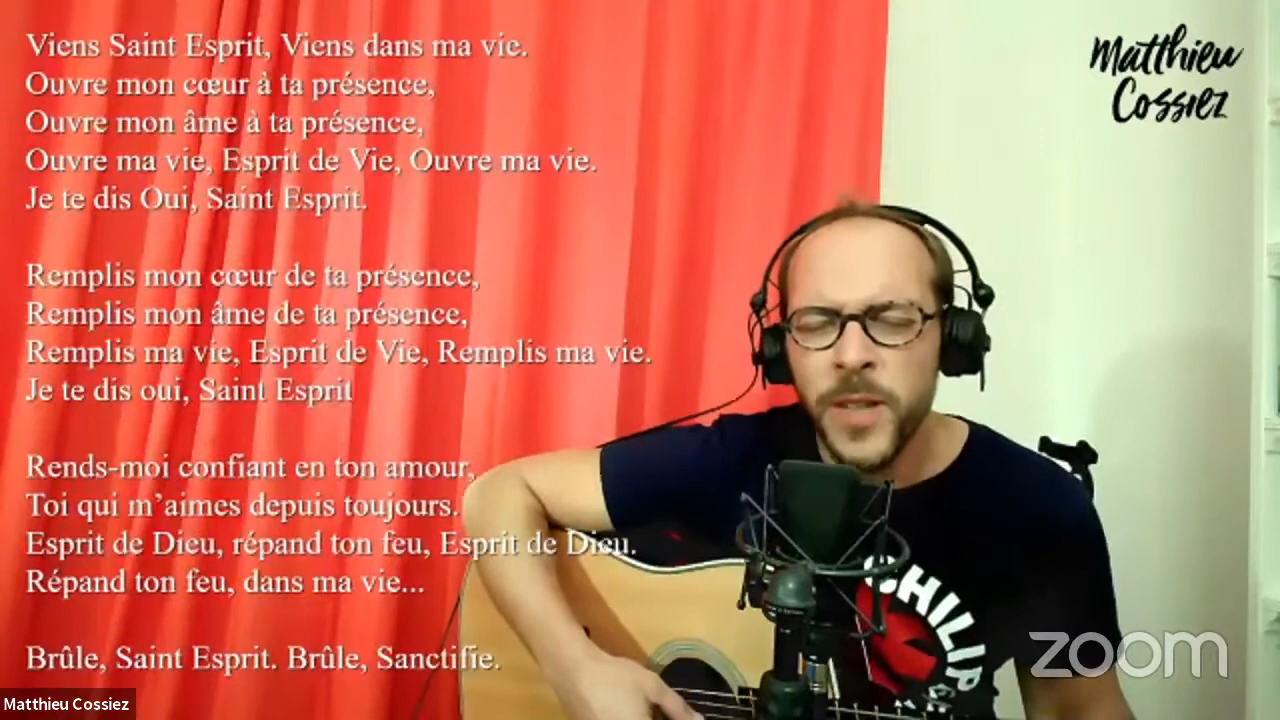 Viens Saint Esprit, Viens dans ma vie.
Ouvre mon cœur à ta présence,
Ouvre mon âme à ta présence,
Ouvre ma vie, Esprit de Vie, Ouvre ma vie.
Je te dis Oui, Saint Esprit.
Remplis mon cœur de ta présence,
Remplis mon âme de ta présence,
Remplis ma vie, Esprit de Vie, Remplis ma vie.
Je te dis oui, Saint Esprit
Rends-moi confiant en ton amour,
Toi qui m’aimes depuis toujours.
Esprit de Dieu, répand ton feu, Esprit de Dieu.
Répand ton feu, dans ma vie...
Brûle, Saint Esprit. Brûle, Sanctifie.
Matthieu
Cossiez
CHILI
zoom
Matthieu Cossiez